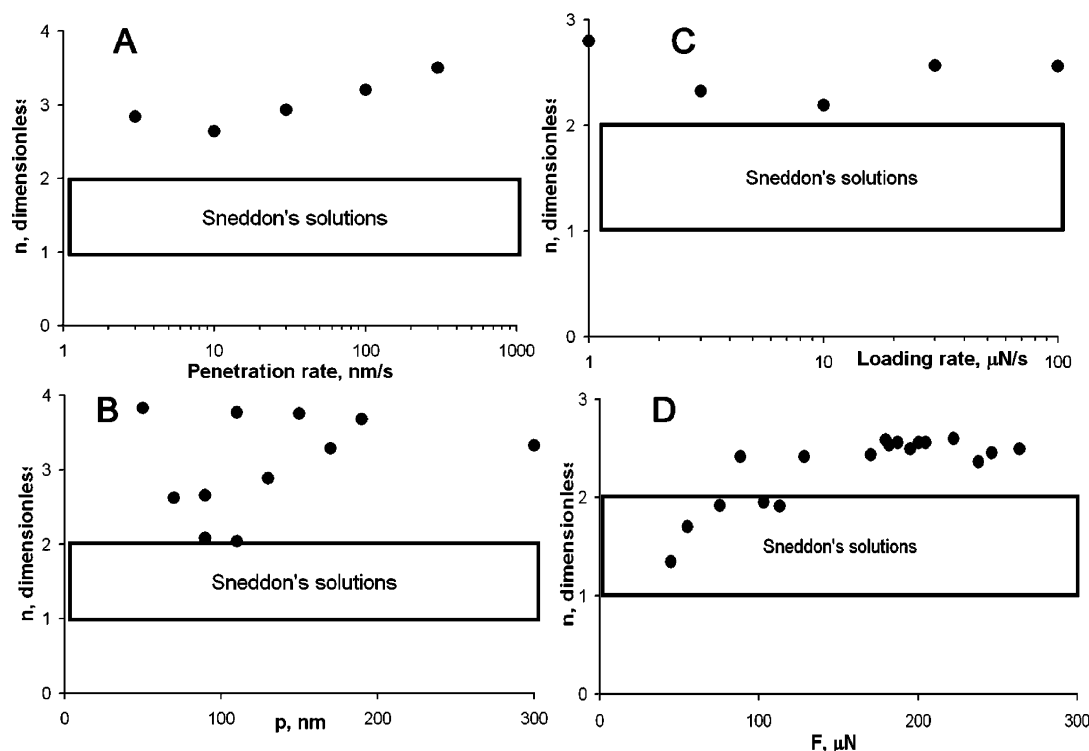 A
n, dimensionless
4
3
2
1
0
Sneddon's solutions
1 10 100 1000
Penetration rate, nm/s
C
n, dimensionless
3
2
1
0
Sneddon's solutions
1 10 100
Loading rate, µN/s
B
n, dimensionless
4
3
2
1
0
Sneddon's solutions
0 100 200 300
p, nm
D
n, dimensionless
3
2
1
0
Sneddon's solutions
0 100 200 300
F, µN